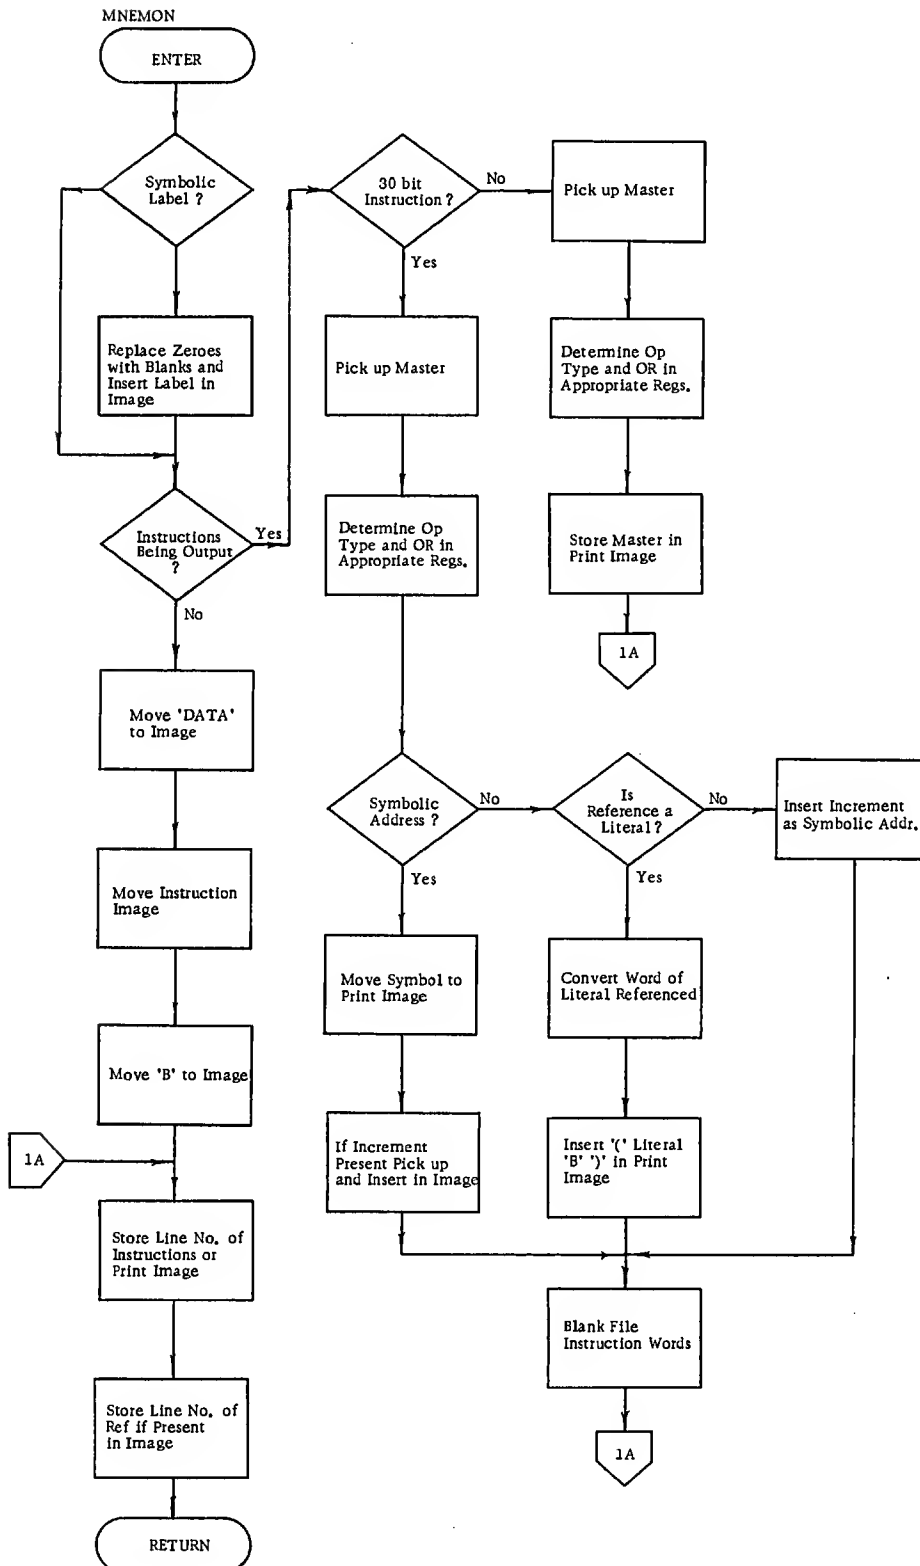 MNEMON
ENTER
Symbolic
Label ?
Replace Zeroes
with Blanks and
Insert Label in
Image
Instructions
Being Output
?
Yes
No
Move 'DATA'
to Image
Move Instruction
Image
Move 'B' to Image
1A
Store Line No. of
Instructions or
Print Image
Store Line No. of
Ref if Present
in Image
RETURN
30 bit
Instruction ?
No
Yes
Pick up Master
Determine Op
Type and OR in
Appropriate Regs.
Symbolic
Address ?
No
Yes
Move Symbol to
Print Image
If Increment
Present Pick up
and Insert in Image
Pick up Master
Determine Op
Type and OR in
Appropriate Regs.
Store Master in
Print Image
1A
Is
Reference a
Literal ?
No
Yes
Convert Word of
Literal Referenced
Insert '(' Literal
'B' ')' in Print
Image
Insert Increment
as Symbolic Addr.
Blank File
Instruction Words
1A